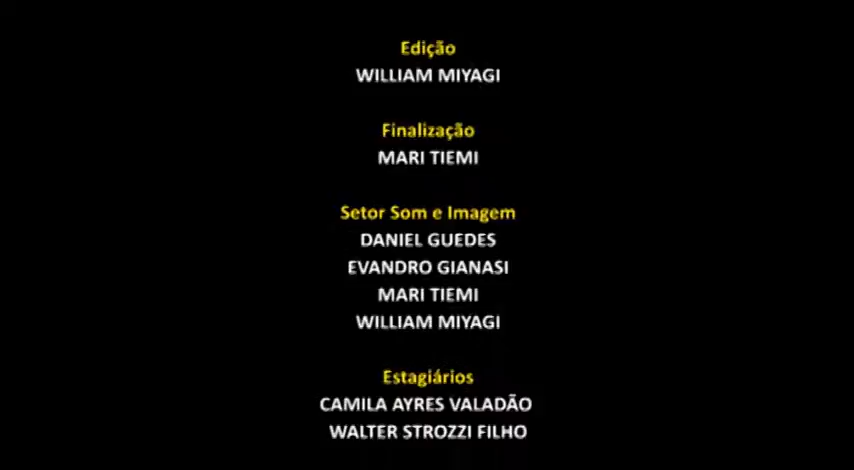 Edição
WILLIAM MIYAGI
Finalização
MARI TIEMI
Setor Som e Imagem
DANIEL GUEDES
EVANDRO GIANASI
MARI TIEMI
WILLIAM MIYAGI
Estagiários
CAMILA AYRES VALADÃO
WALTER STROZZI FILHO